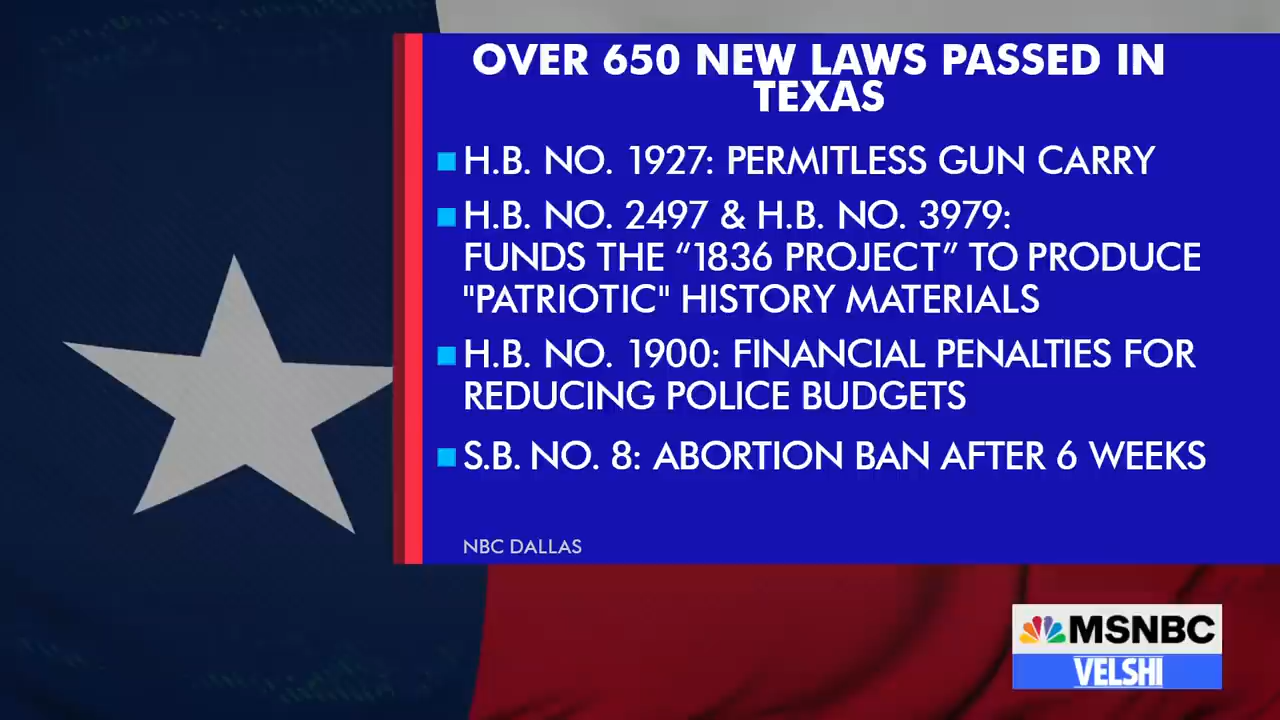 OVER 650 NEW LAWS PASSED IN
TEXAS
H.B. NO. 1927: PERMITLESS GUN CARRY
H.B. NO. 2497 & H.B. NO. 3979:
FUNDS THE “1836 PROJECT” TO PRODUCE
"PATRIOTIC" HISTORY MATERIALS
H.B. NO. 1900: FINANCIAL PENALTIES FOR
REDUCING POLICE BUDGETS
S.B. NO. 8: ABORTION BAN AFTER 6 WEEKS
NBC DALLAS
MSNBC
VELSHI